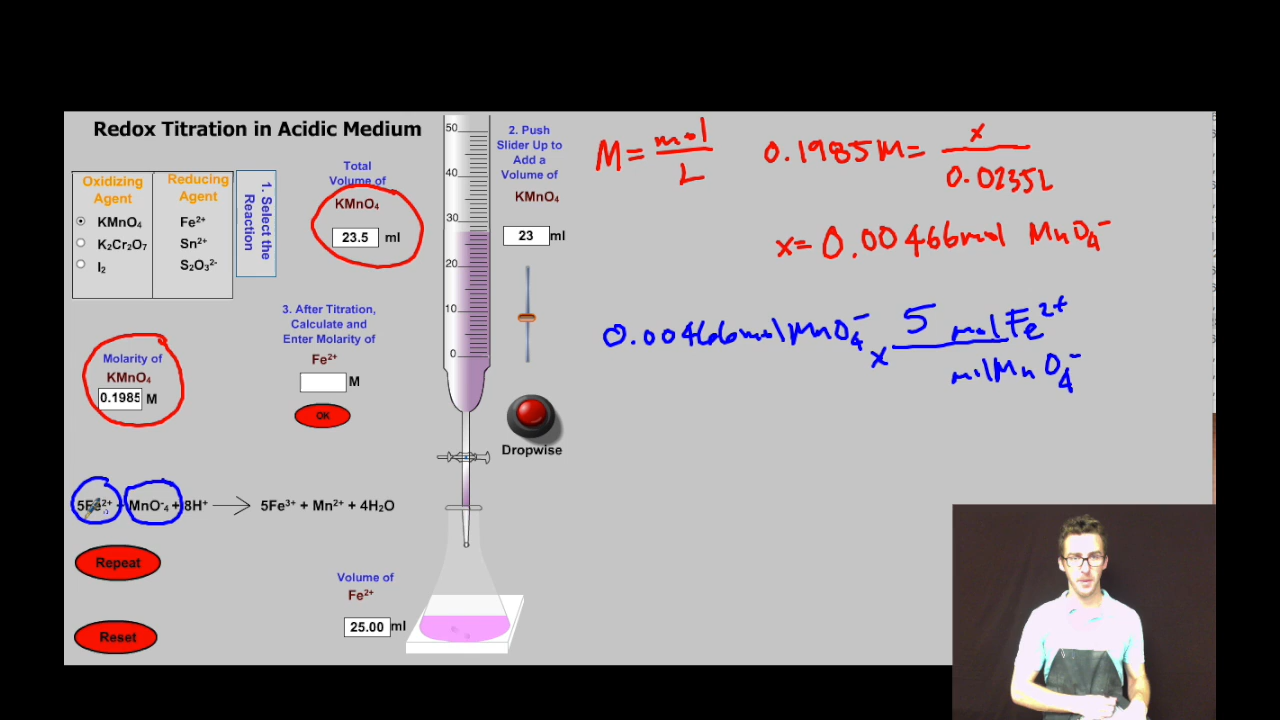 Redox Titration in Acidic Medium
Oxidizing Agent
Reducing Agent
KMnO₄ Fe²⁺
K₂Cr₂O₇ Sn²⁺
I₂ S₂O₃²⁻
1. Select the Reaction
Total
Volume of
KMnO₄
23.5 ml
Molarity of
KMnO₄
0.1985 M
3. After Titration,
Calculate and
Enter Molarity of
Fe²⁺
M
OK
50
40
30
20
10
0
2. Push
Slider Up to
Add a
Volume of
KMnO₄
23 ml
Dropwise
5Fe²⁺ + MnO⁻₄ + 8H⁺ → 5Fe³⁺ + Mn²⁺ + 4H₂O
Repeat
Reset
Volume of
Fe²⁺
25.00 ml
M = mol / L
0.1985 M = x / 0.0235L
x = 0.00466mol MnO₄⁻
0.00466mol MnO₄⁻ x 5 mol Fe²⁺ / mol MnO₄⁻